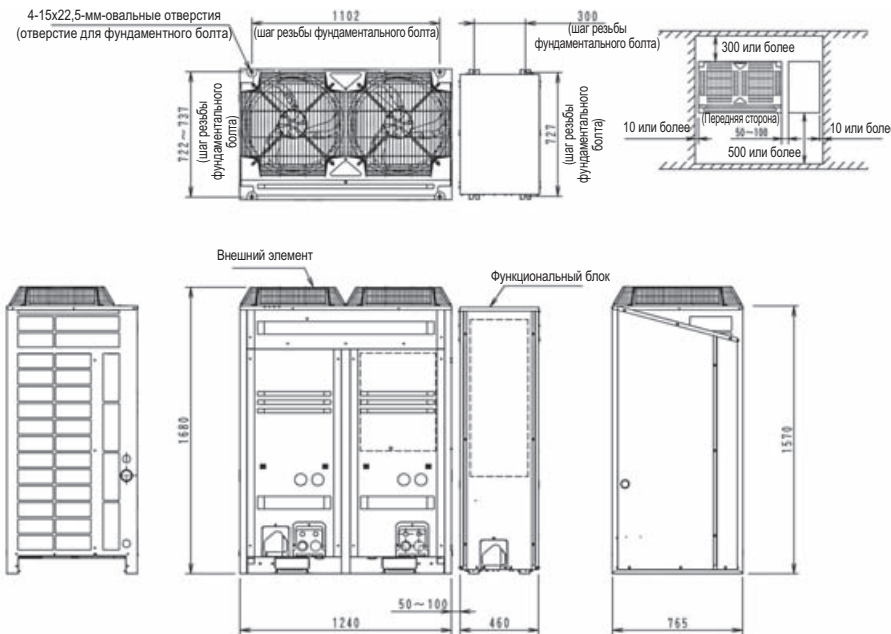 4-15x22,5-мм-овальные отверстия
(отверстие для фундаментного болта)
1102
(шаг резьбы фундаментального болта)
300
(шаг резьбы
фундаментального болта)
722~737
(шаг резьбы
фундаментального
болта)
727
(шаг резьбы
фундаментального
болта)
300 или более
(Передняя сторона)
10 или более
50~100
10 или более
500 или более
Внешний элемент
Функциональный блок
1680
1570
50~100
1240
460
765